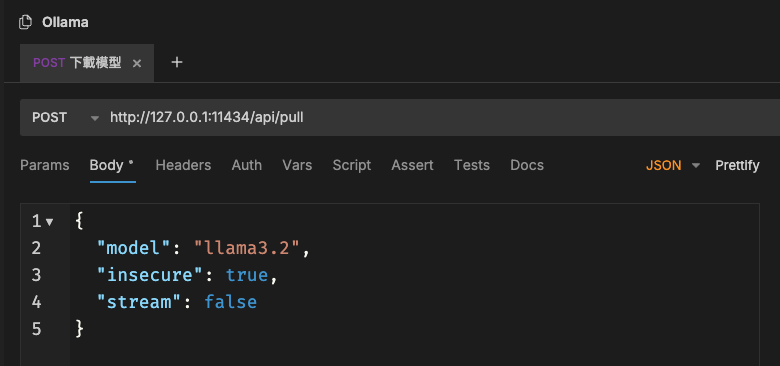 Ollama
POST 下載模型 × +
POST http://127.0.0.1:11434/api/pull
Params Body Headers Auth Vars Script Assert Tests Docs JSON Prettify
1 {
2 "model": "llama3.2",
3 "insecure": true,
4 "stream": false
5 }